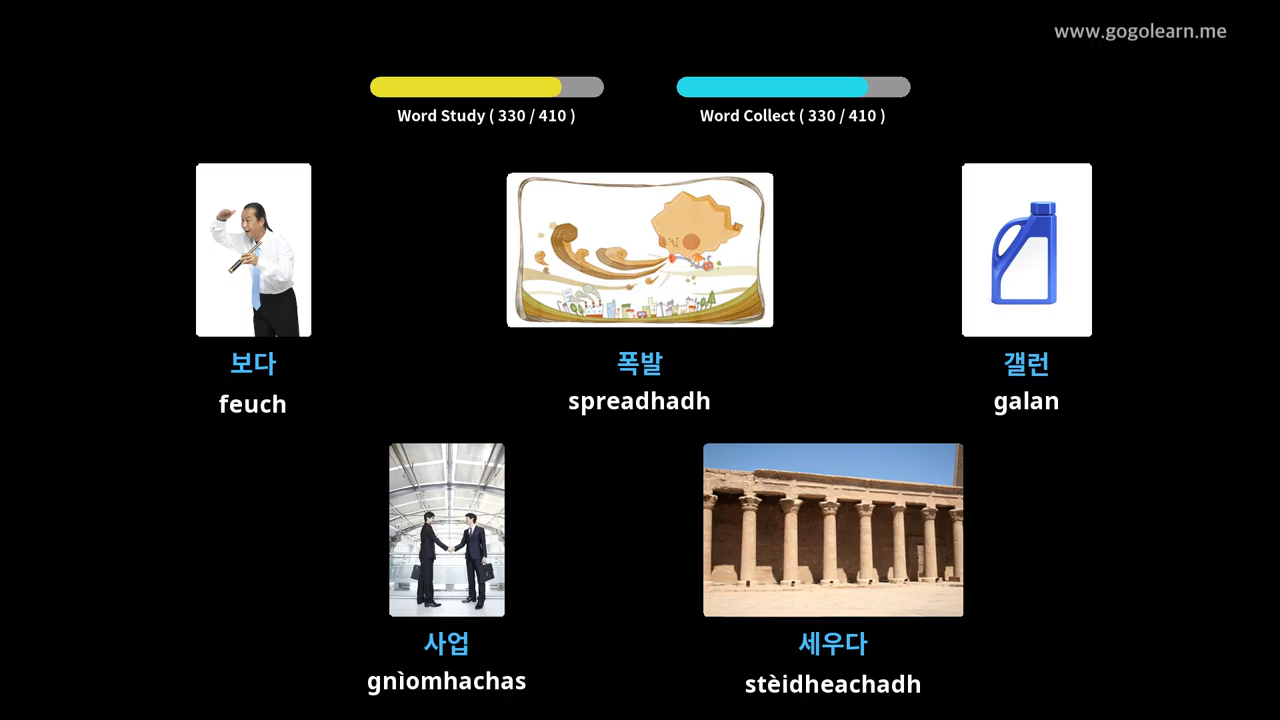 www.gogolearn.me
Word Study ( 330 / 410 )
Word Collect ( 330 / 410 )
보다
feuch
폭발
spreadhadh
갤런
galan
사업
gnìomhachas
세우다
stèidheachadh